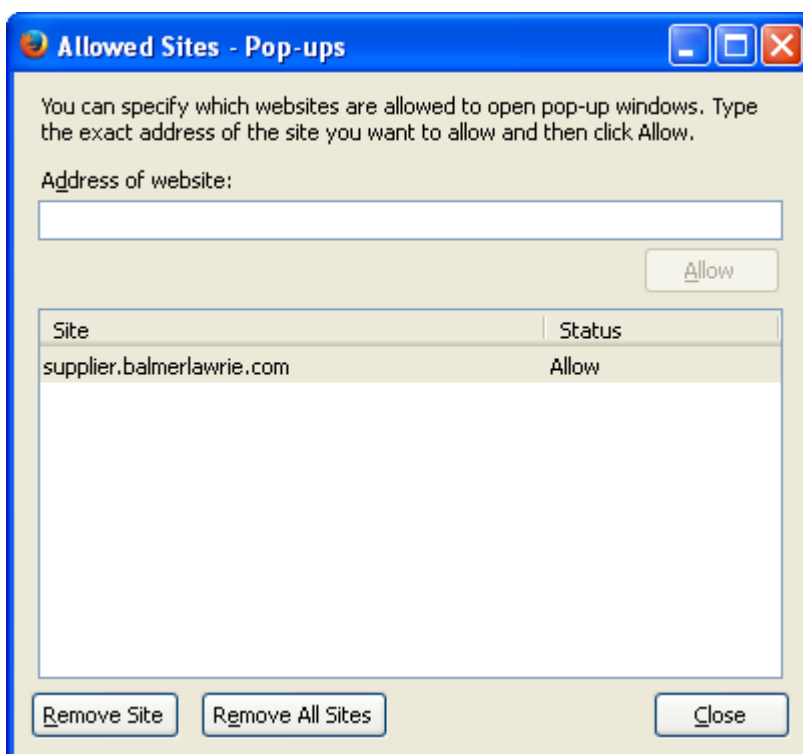 Allowed Sites - Pop-ups
You can specify which websites are allowed to open pop-up windows. Type
the exact address of the site you want to allow and then click Allow.
Address of website:
Allow
Site Status
supplier.balmerlawrie.com Allow
Remove Site Remove All Sites Close